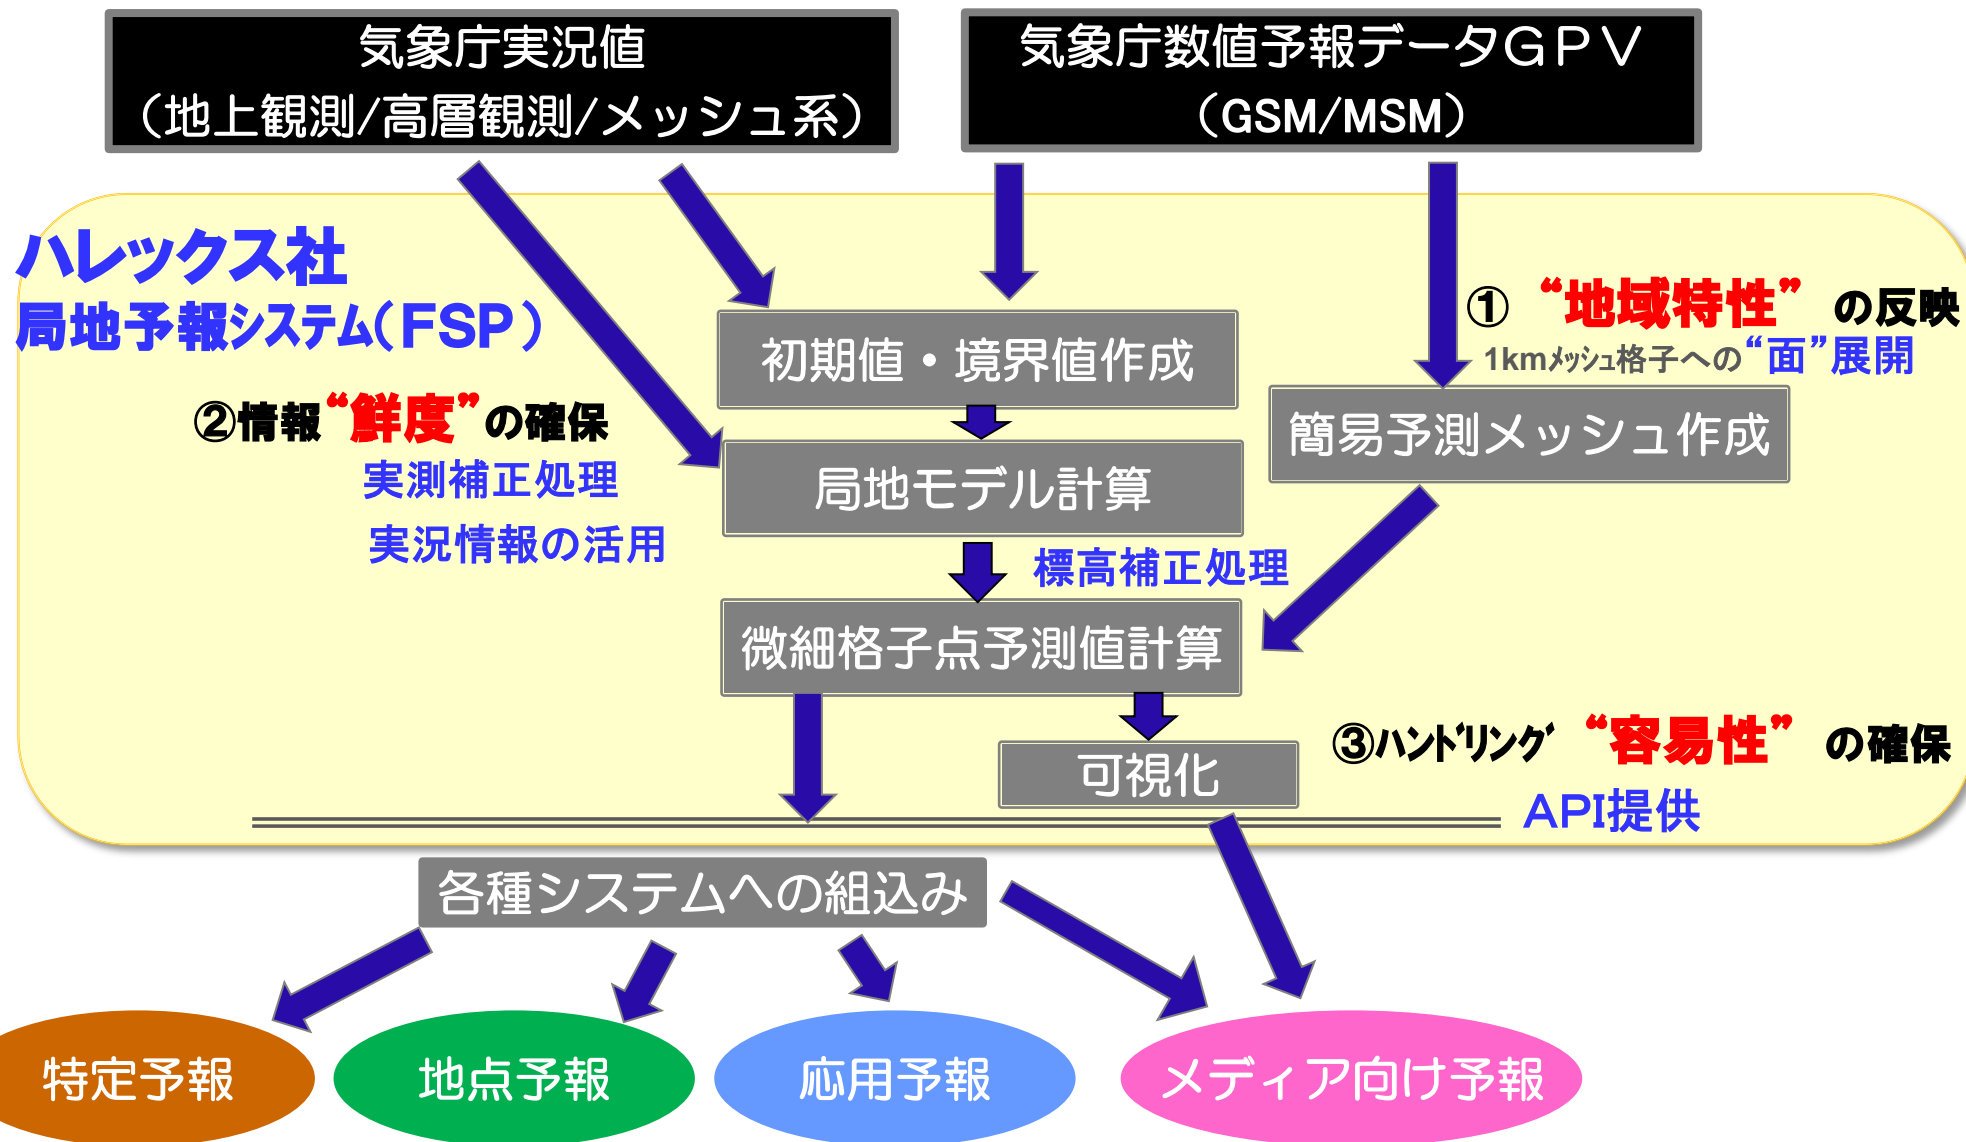 気象庁実況値
（地上観測/高層観測/メッシュ系）
気象庁数値予報データGPV
（GSM/MSM）
ハレックス社
局地予報システム(FSP)
① “地域特性” の反映
1kmメッシュ格子への“面”展開
初期値・境界値作成
②情報“鮮度”の確保
実測補正処理
実況情報の活用
簡易予測メッシュ作成
局地モデル計算
標高補正処理
微細格子点予測値計算
③ハンドリング “容易性” の確保
API提供
可視化
各種システムへの組込み
特定予報
地点予報
応用予報
メディア向け予報